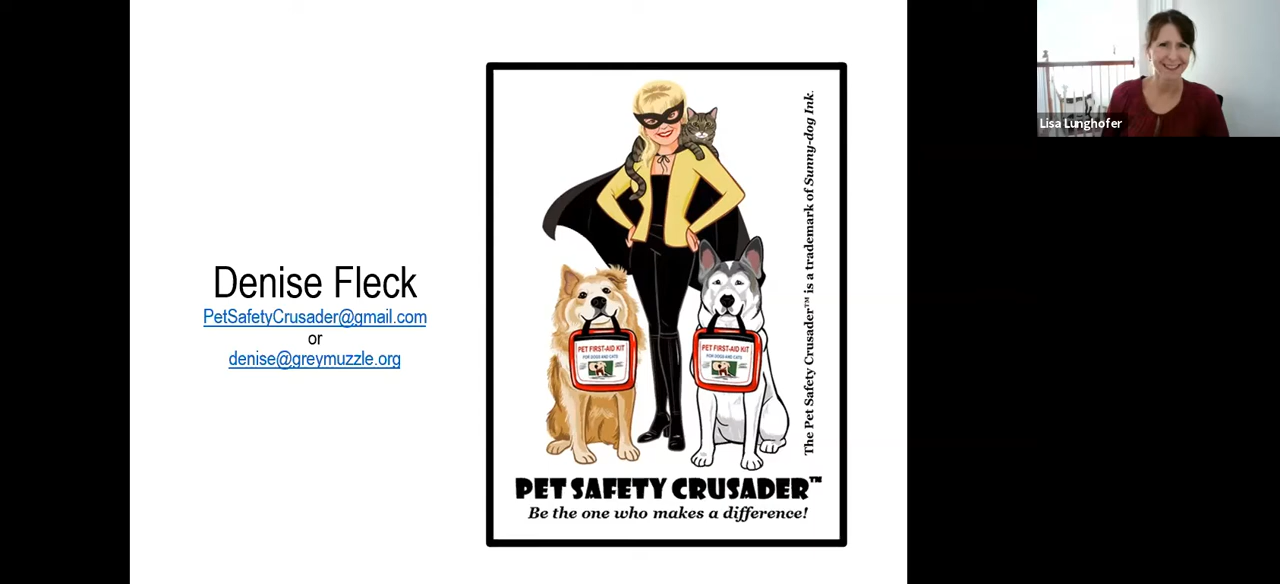 Lisa Lunghofer
Denise Fleck
PetSafetyCrusader@gmail.com
or
denise@greymuzzle.org
The Pet Safety Crusader™ is a trademark of Sunny-dog Ink.
PET FIRST-AID KIT
FOR DOGS AND CATS
PET FIRST-AID KIT
FOR DOGS AND CATS
PET SAFETY CRUSADER™
Be the one who makes a difference!